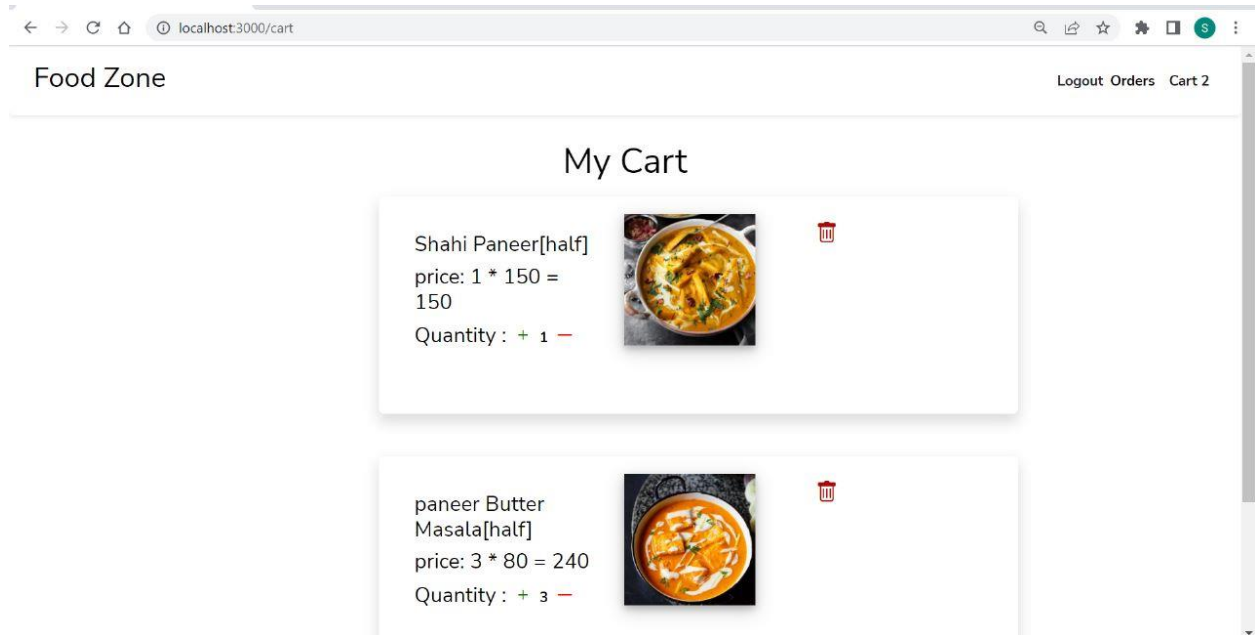 localhost:3000/cart
S
Food Zone
Logout Orders Cart 2
My Cart
Shahi Paneer[half]
price: 1 * 150 =
150
Quantity : + 1 −
paneer Butter
Masala[half]
price: 3 * 80 = 240
Quantity : + 3 −